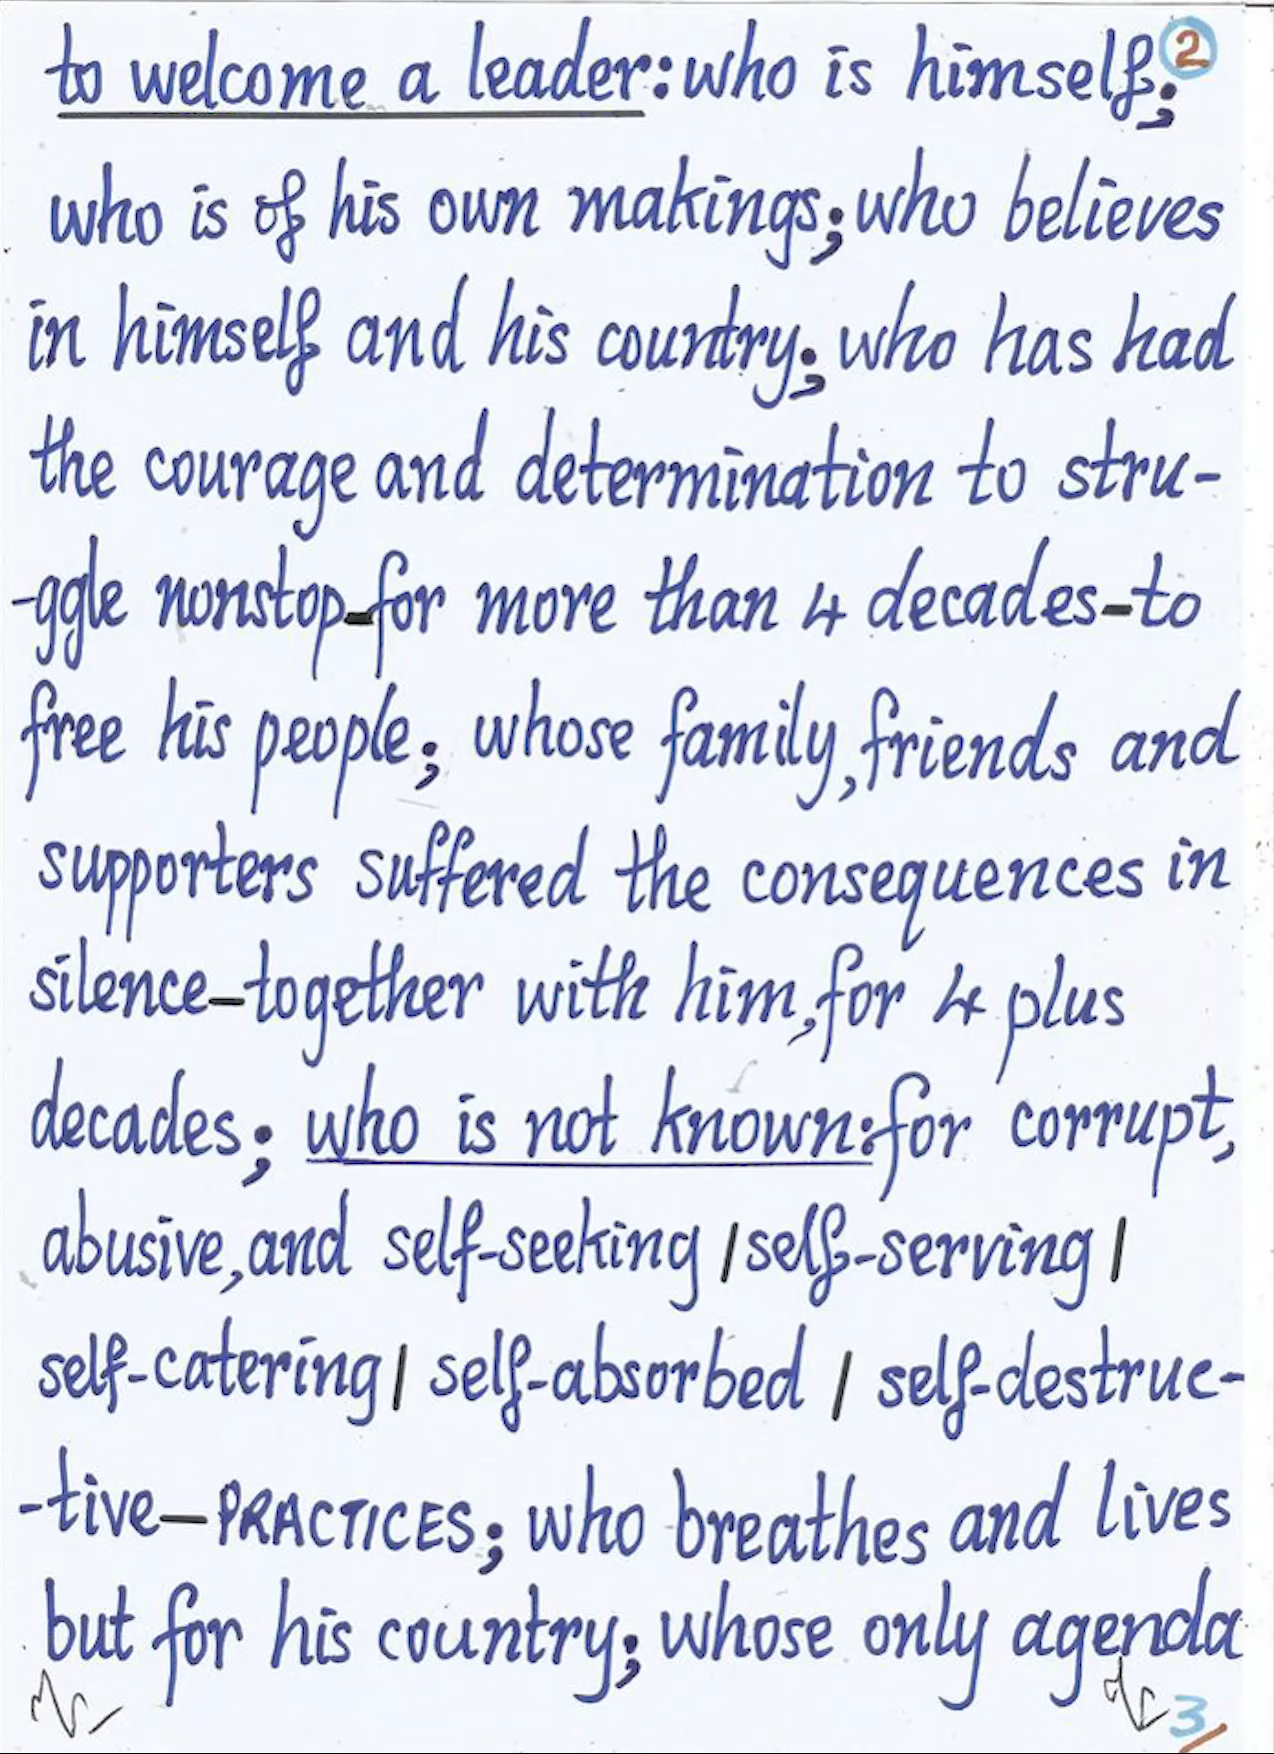 to welcome a leader: who is himself; 2
who is of his own makings; who believes
in himself and his country; who has had
the courage and determination to stru-
-ggle nonstop-for more than 4 decades-to
free his people; whose family, friends and
supporters suffered the consequences in
silence-together with him, for 4 plus
decades; who is not known: for corrupt,
abusive, and self-seeking / self-serving /
self-catering / self-absorbed / self-destruc-
-tive-PRACTICES; who breathes and lives
but for his country; whose only agenda
3